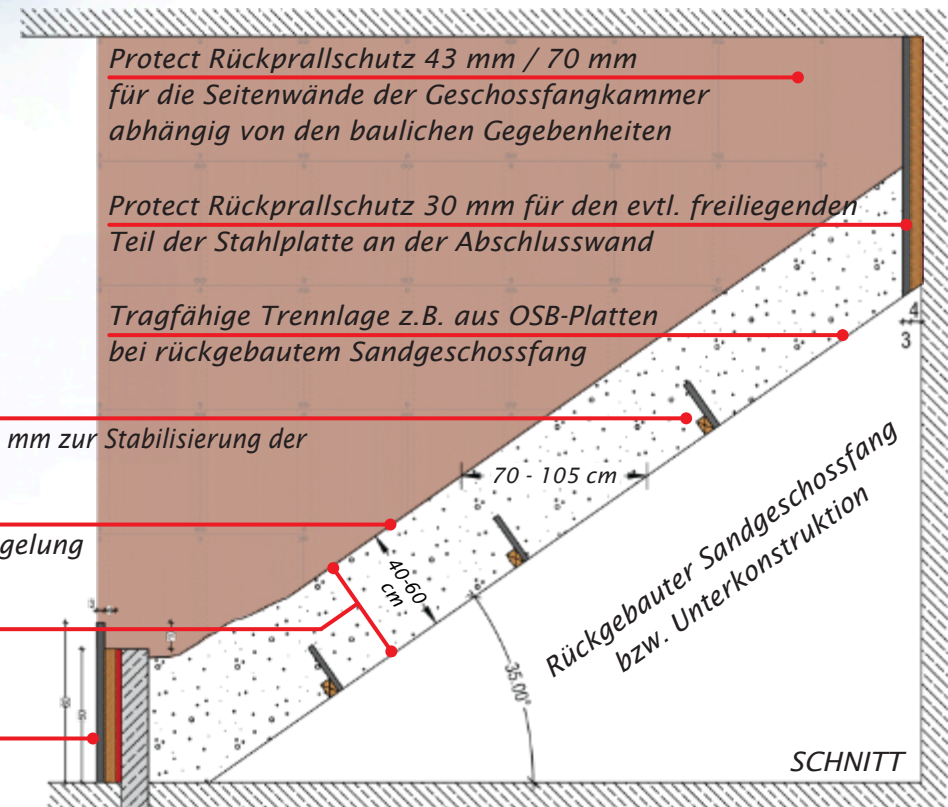 Protect Rückprallschutz 43 mm / 70 mm
für die Seitenwände der Geschossfangkammer
abhängig von den baulichen Gegebenheiten
Protect Rückprallschutz 30 mm für den evtl. freiliegenden
Teil der Stahlplatte an der Abschlusswand
4
3
Tragfähige Trennlage z.B. aus OSB-Platten
bei rückgebautem Sandgeschossfang
mm zur Stabilisierung der
70 - 105 cm
gelung
40-60
cm
Rückgebauter Sandgeschossfang
bzw. Unterkonstruktion
35.00°
SCHNITT